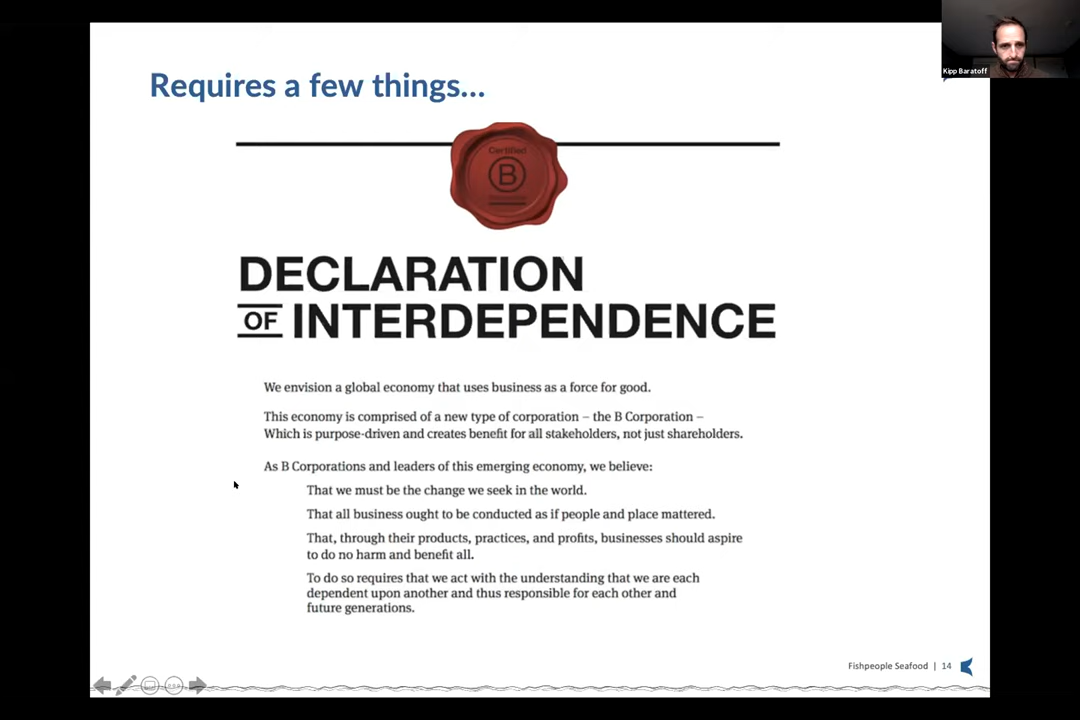 Kipp Baratoff
Requires a few things...
Certified
B
DECLARATION
OF INTERDEPENDENCE
We envision a global economy that uses business as a force for good.
This economy is comprised of a new type of corporation – the B Corporation –
Which is purpose-driven and creates benefit for all stakeholders, not just shareholders.
As B Corporations and leaders of this emerging economy, we believe:
That we must be the change we seek in the world.
That all business ought to be conducted as if people and place mattered.
That, through their products, practices, and profits, businesses should aspire
to do no harm and benefit all.
To do so requires that we act with the understanding that we are each
dependent upon another and thus responsible for each other and
future generations.
Fishpeople Seafood | 14